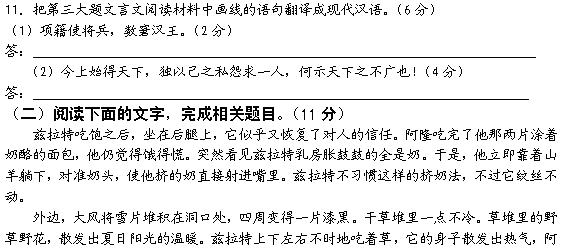 11．把第三大题文言文阅读材料中画线的语句翻译成现代汉语。(6 分)
（1）项籍使将兵，数窘汉王。(2 分)
答：
（2）今上始得天下，独以己之私怨求一人，何示天下之不广也！(4 分)
答：
（二）阅读下面的文字，完成相关题目。(11 分)
兹拉特吃饱之后，坐在后腿上，它似乎又恢复了对人的信任。阿隆吃完了他那两片涂着
奶酪的面包，他仍觉得饿得慌。突然看见兹拉特乳房胀鼓鼓的全是奶。于是，他立即靠着山
羊躺下，对准奶头，使他挤的奶直接射进嘴里。兹拉特不习惯这样的挤奶法，不过它纹丝不
动。
外边，大风将雪片堆积在洞口处，四周变得一片漆黑。干草堆里一点不冷。草堆里的野
草野花，散发出夏日阳光的温暖。兹拉特上下左右不时地吃着草，它的身子散发出热气，阿